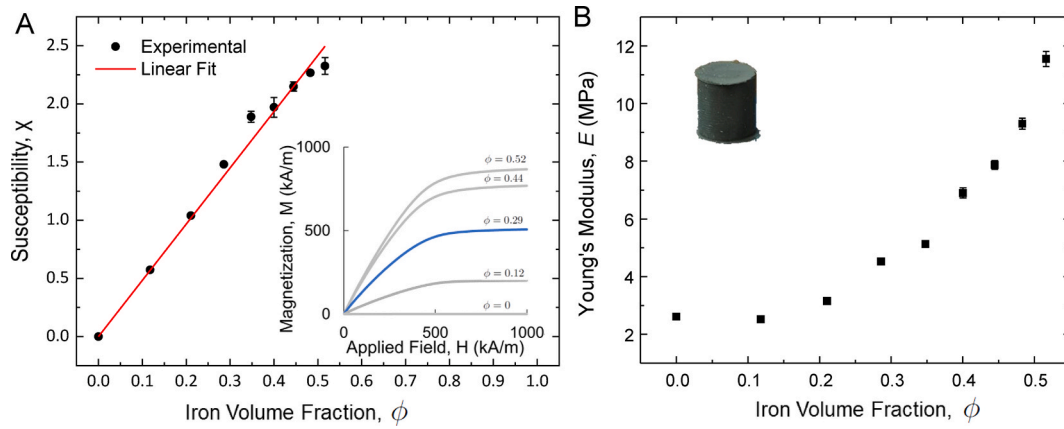 A
Susceptibility, χ
2.5
2.0
1.5
1.0
0.5
0.0
Experimental
Linear Fit
Magnetization, M (kA/m)
1000
500
0
ϕ = 0.52
ϕ = 0.44
ϕ = 0.29
ϕ = 0.12
ϕ = 0
0 500 1000
Applied Field, H (kA/m)
0.0 0.1 0.2 0.3 0.4 0.5 0.6 0.7 0.8 0.9 1.0
Iron Volume Fraction, ϕ
B
Young's Modulus, E (MPa)
12
10
8
6
4
2
0.0 0.1 0.2 0.3 0.4 0.5
Iron Volume Fraction, ϕ